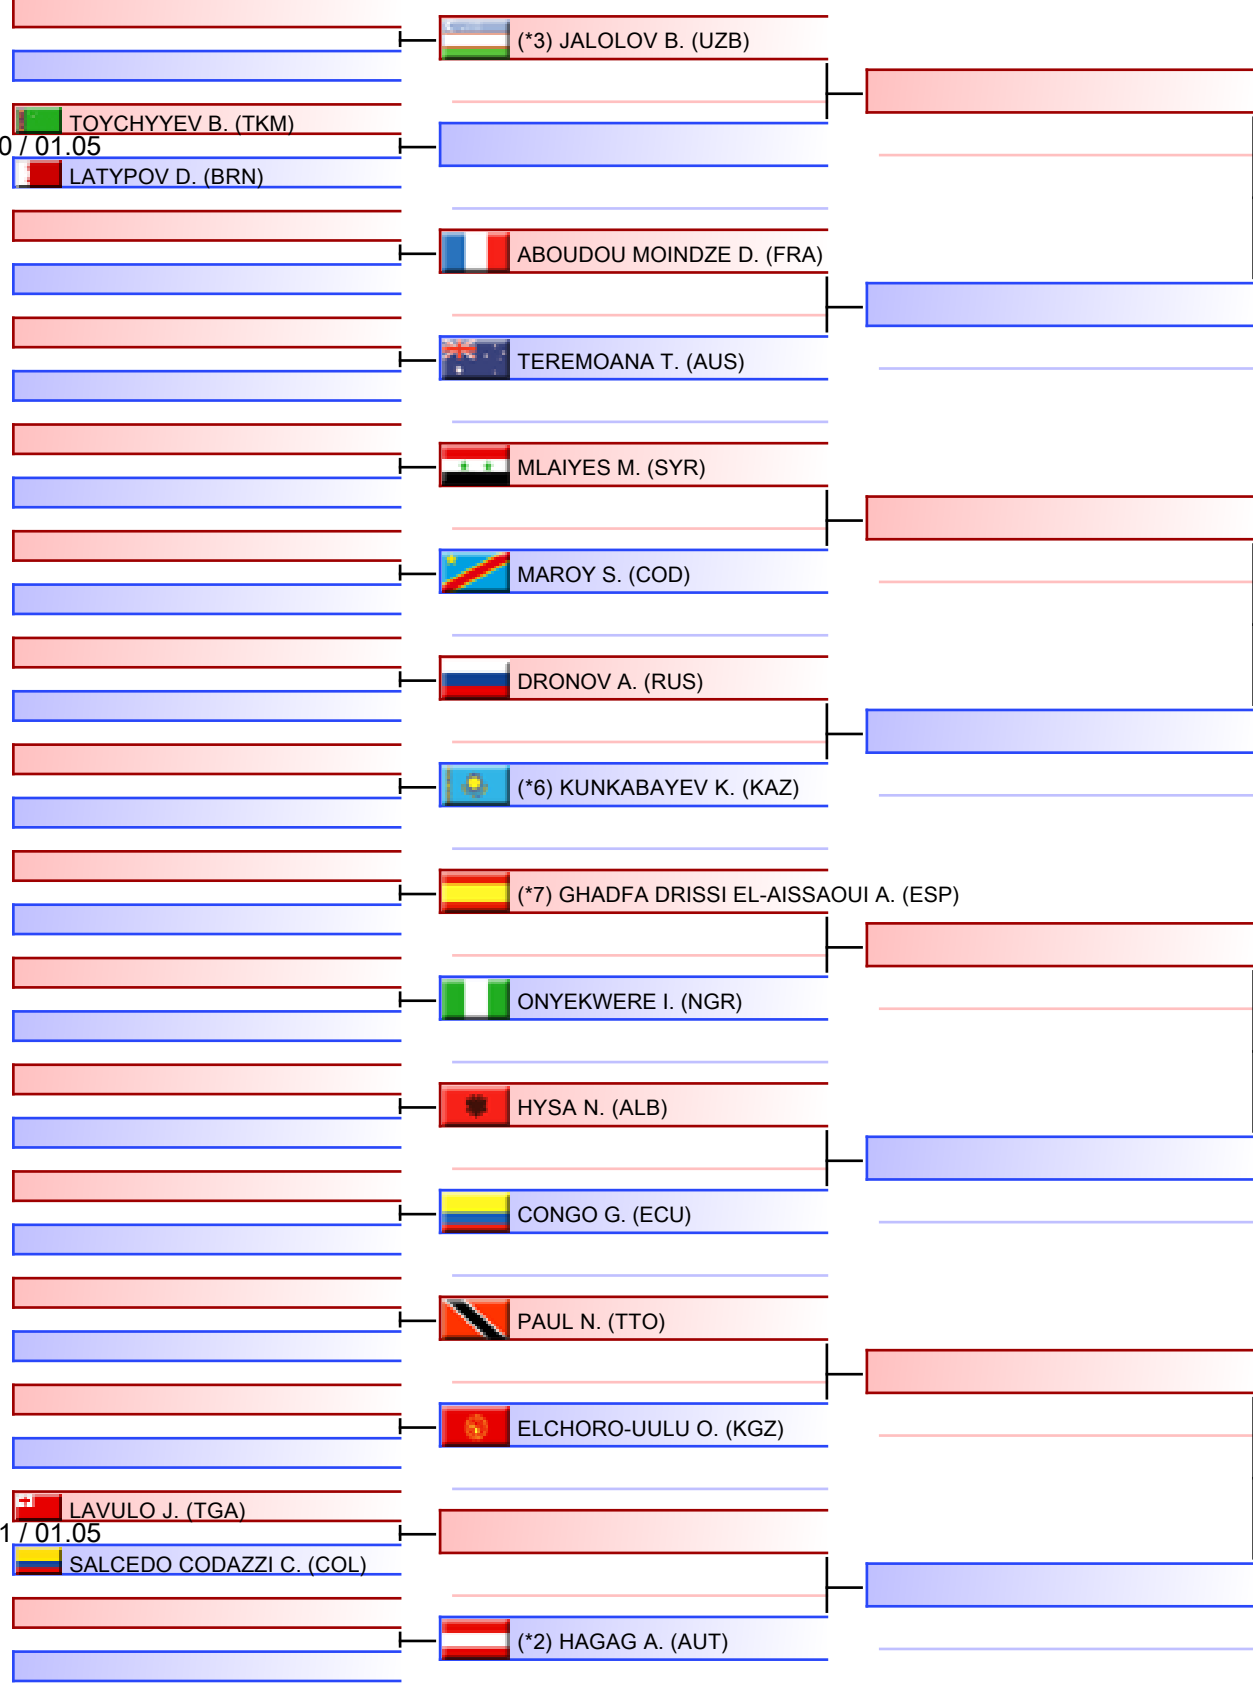 (*3) JALOLOV B. (UZB)
TOYCHYYEV B. (TKM)
0 / 01.05
LATYPOV D. (BRN)
ABOUDOU MOINDZE D. (FRA)
TEREMOANA T. (AUS)
MLAIYES M. (SYR)
MAROY S. (COD)
DRONOV A. (RUS)
(*6) KUNKABAYEV K. (KAZ)
(*7) GHADFA DRISSI EL-AISSAOUI A. (ESP)
ONYEKWERE I. (NGR)
HYSA N. (ALB)
CONGO G. (ECU)
PAUL N. (TTO)
ELCHORO-UULU O. (KGZ)
LAVULO J. (TGA)
1 / 01.05
SALCEDO CODAZZI C. (COL)
(*2) HAGAG A. (AUT)